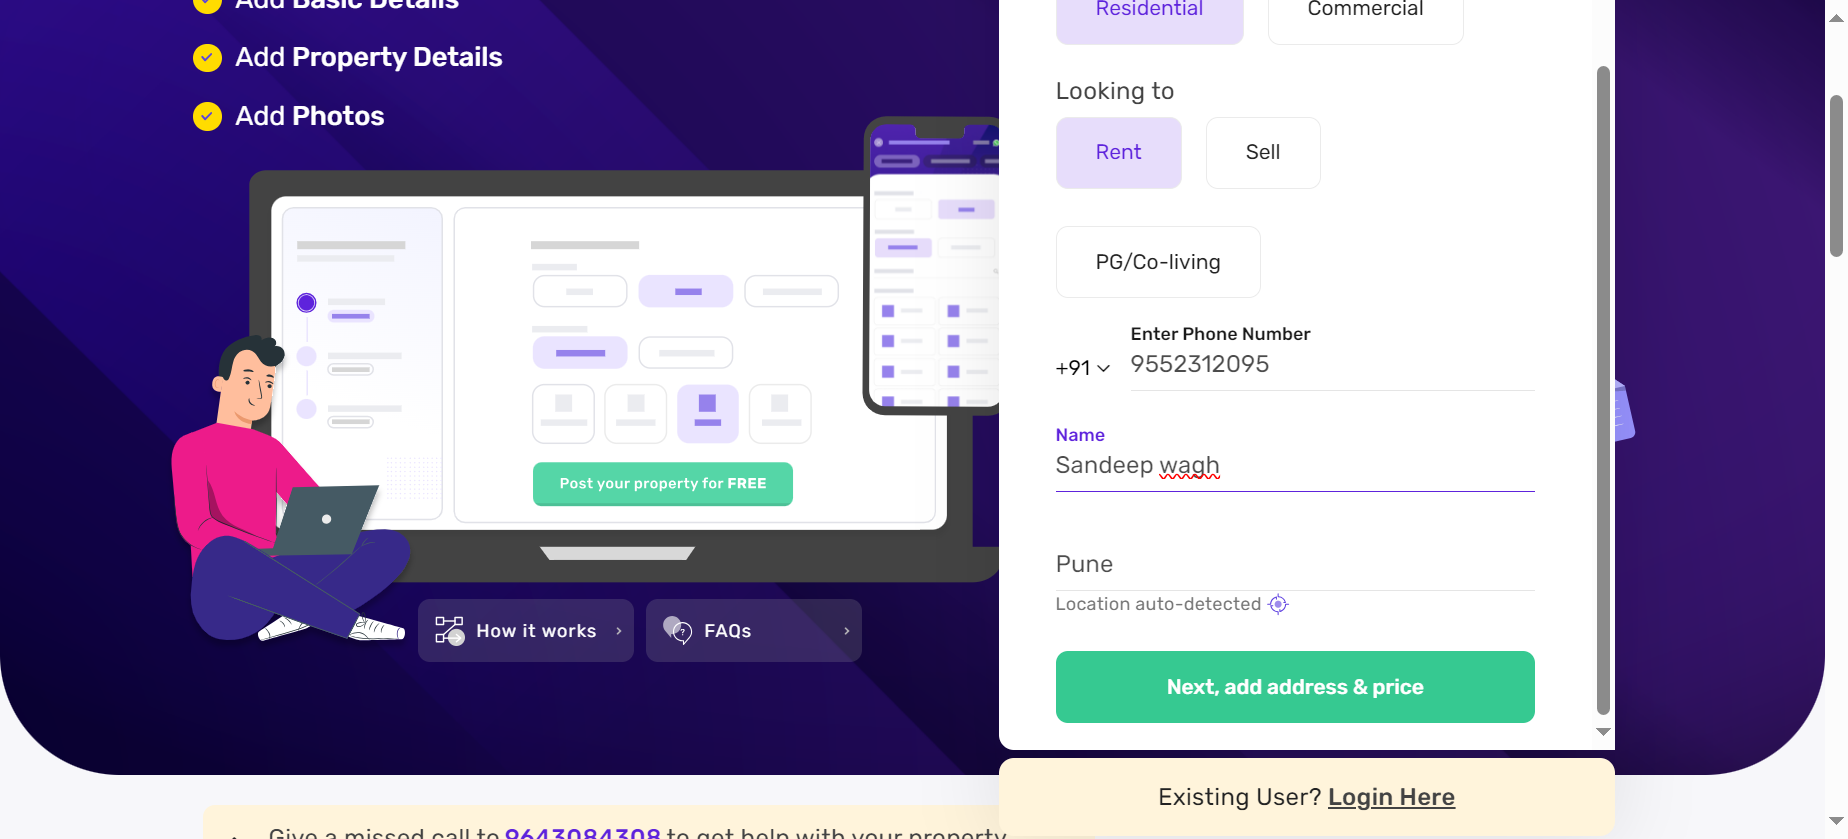 Add Basic Details
Add Property Details
Add Photos
Post your property for FREE
How it works
FAQs
Residential
Commercial
Looking to
Rent
Sell
PG/Co-living
Enter Phone Number
+91
9552312095
Name
Sandeep wagh
Pune
Location auto-detected
Next, add address & price
Existing User? Login Here
Give a missed call to 9643084308 to get help with your property